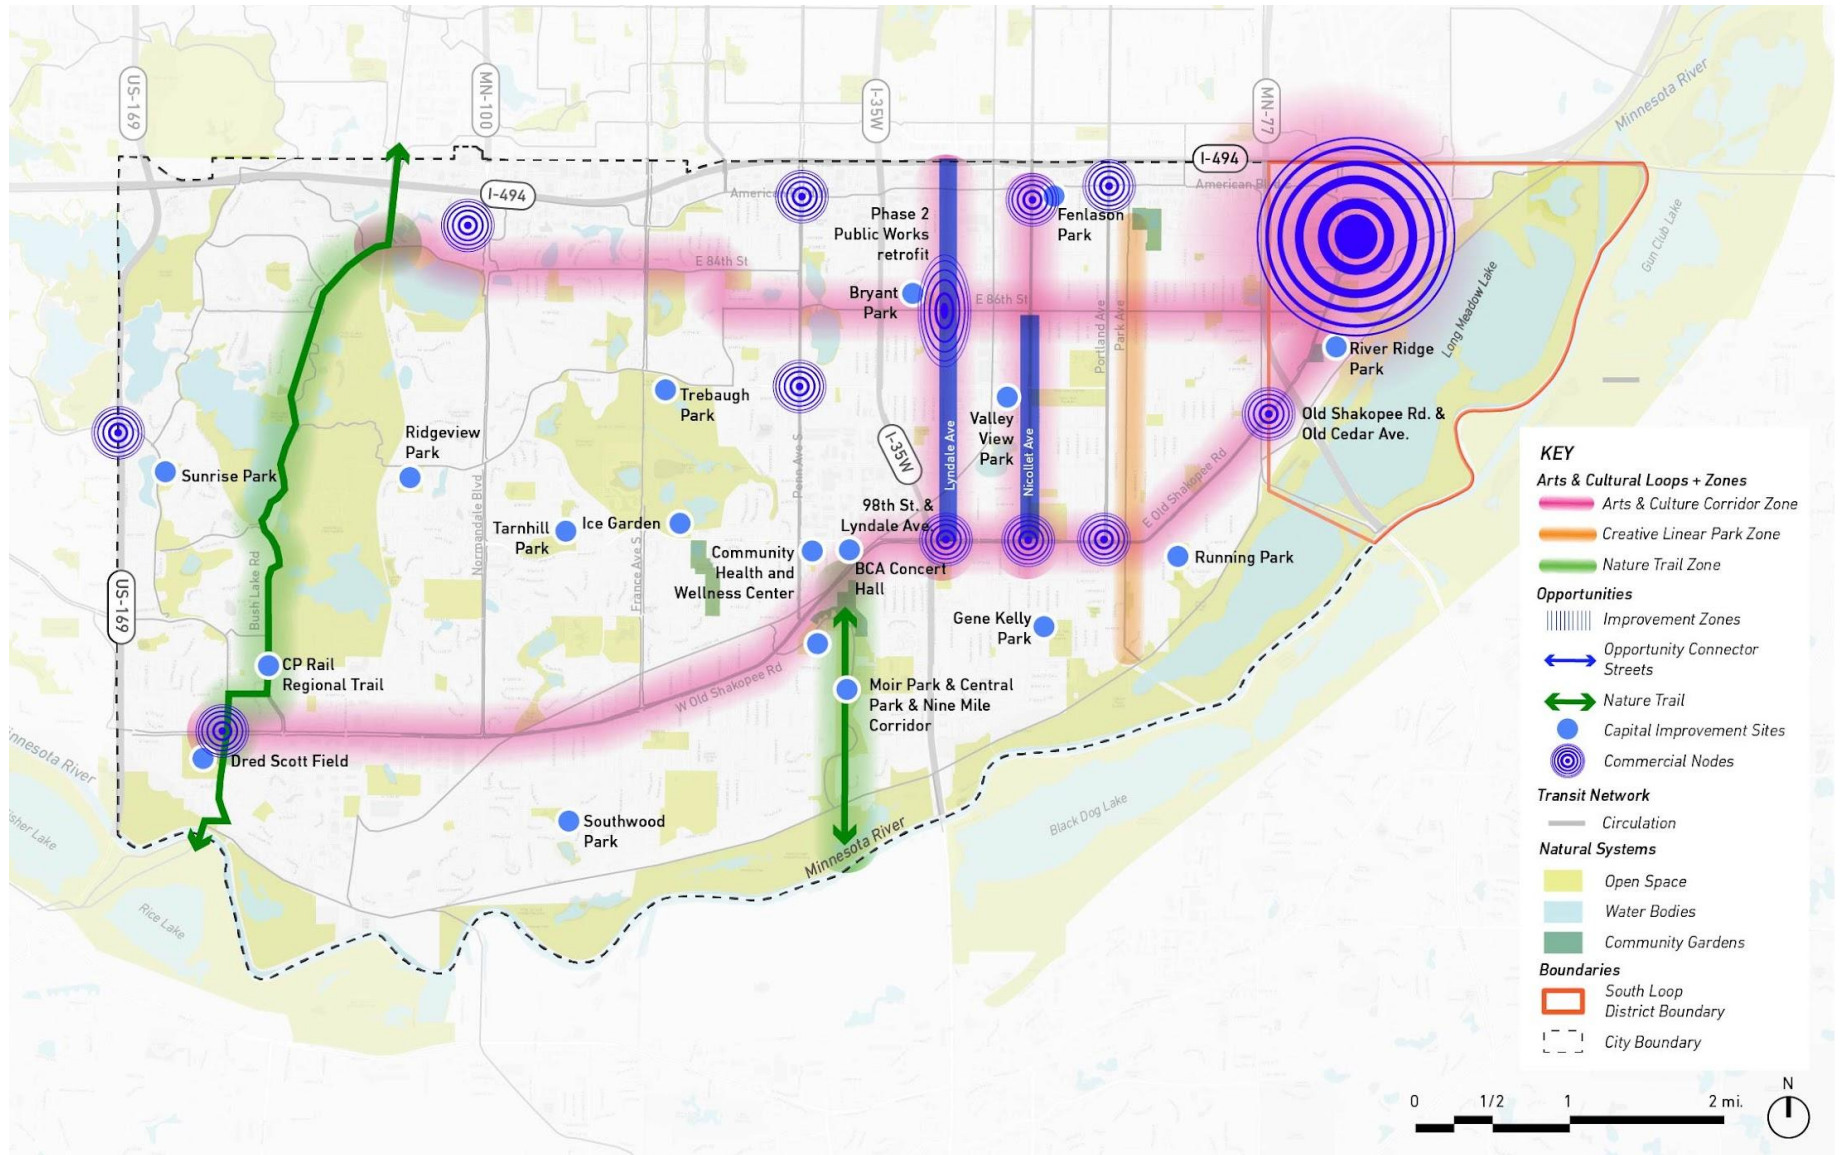 US-169
MN-100
I-35W
MN-77
Minnesota River
I-494
I-494
American Blvd
Phase 2
Public Works
retrofit
Fenlason
Park
E 84th St
Bryant
Park
E 86th St
Portland Ave
Park Ave
Long Meadow Lake
Gun Club Lake
River Ridge
Park
Trebaugh
Park
Valley
View
Park
Old Shakopee Rd. &
Old Cedar Ave.
Ridgeview
Park
Sunrise Park
I-35W
Lyndale Ave
Nicollet Ave
Penn Ave S
Normandale Blvd
France Ave S
E Old Shakopee Rd
98th St. &
Lyndale Ave.
Tarnhill
Park
Ice Garden
Community
Health and
Wellness Center
BCA Concert
Hall
Running Park
US-169
Bush Lake Rd
Gene Kelly
Park
CP Rail
Regional Trail
W Old Shakopee Rd
Moir Park & Central
Park & Nine Mile
Corridor
Dred Scott Field
Southwood
Park
Minnesota River
Black Dog Lake
Rice Lake
KEY
Arts & Cultural Loops + Zones
Arts & Culture Corridor Zone
Creative Linear Park Zone
Nature Trail Zone
Opportunities
Improvement Zones
Opportunity Connector
Streets
Nature Trail
Capital Improvement Sites
Commercial Nodes
Transit Network
Circulation
Natural Systems
Open Space
Water Bodies
Community Gardens
Boundaries
South Loop
District Boundary
City Boundary
0 1/2 1 2 mi.
N